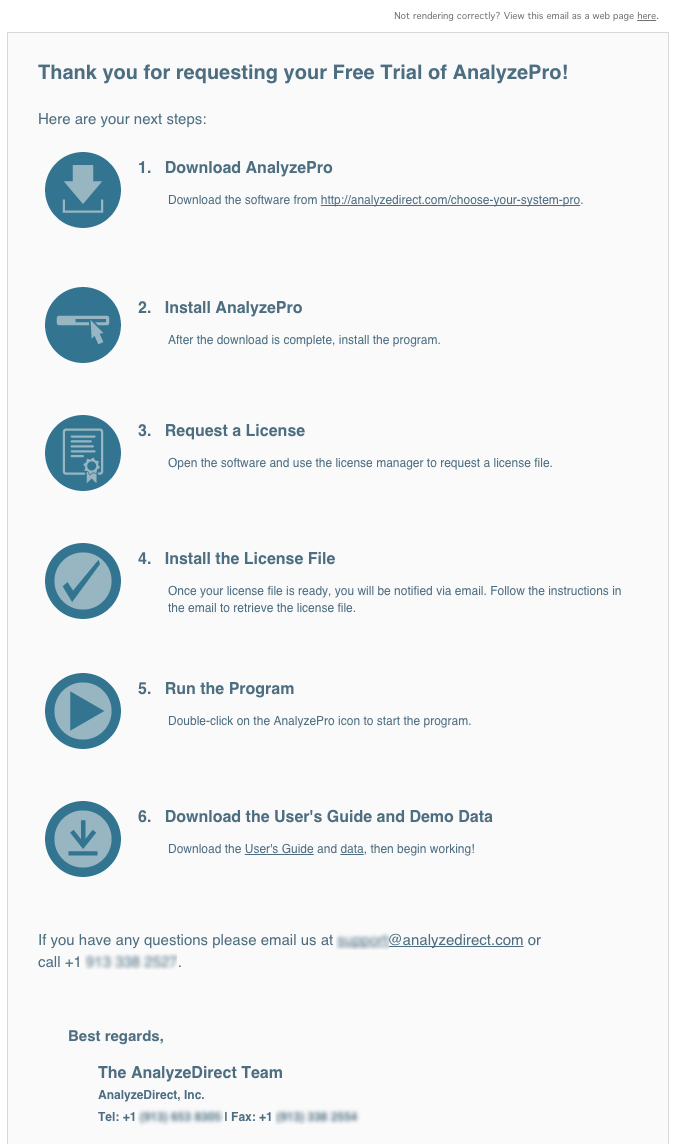 Not rendering correctly? View this email as a web page here.
Thank you for requesting your Free Trial of AnalyzePro!
Here are your next steps:
1. Download AnalyzePro
Download the software from http://analyzedirect.com/choose-your-system-pro.
2. Install AnalyzePro
After the download is complete, install the program.
3. Request a License
Open the software and use the license manager to request a license file.
4. Install the License File
Once your license file is ready, you will be notified via email. Follow the instructions in
the email to retrieve the license file.
5. Run the Program
Double-click on the AnalyzePro icon to start the program.
6. Download the User's Guide and Demo Data
Download the User's Guide and data, then begin working!
If you have any questions please email us at @analyzedirect.com or
call +1 .
Best regards,
The AnalyzeDirect Team
AnalyzeDirect, Inc.
Tel: +1 | Fax: +1